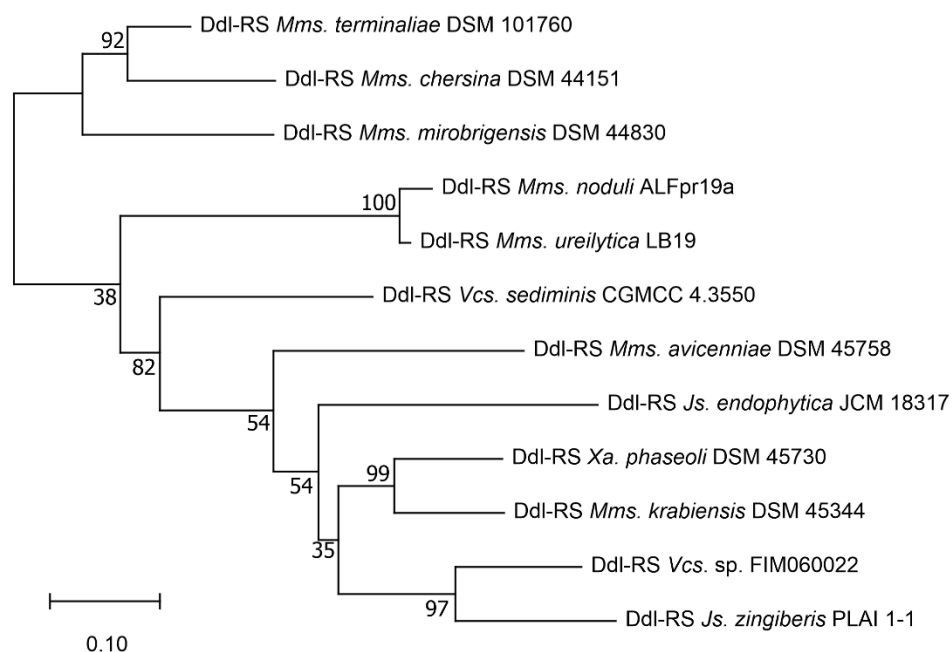 Ddl-RS Mms. terminaliae DSM 101760
92
Ddl-RS Mms. chersina DSM 44151
Ddl-RS Mms. mirobrigensis DSM 44830
Ddl-RS Mms. noduli ALFpr19a
100
Ddl-RS Mms. ureilytica LB19
38
Ddl-RS Vcs. sediminis CGMCC 4.3550
82
Ddl-RS Mms. avicenniae DSM 45758
54
Ddl-RS Js. endophytica JCM 18317
54
Ddl-RS Xa. phaseoli DSM 45730
99
Ddl-RS Mms. krabiensis DSM 45344
35
Ddl-RS Vcs. sp. FIM060022
97
Ddl-RS Js. zingiberis PLAI 1-1
0.10